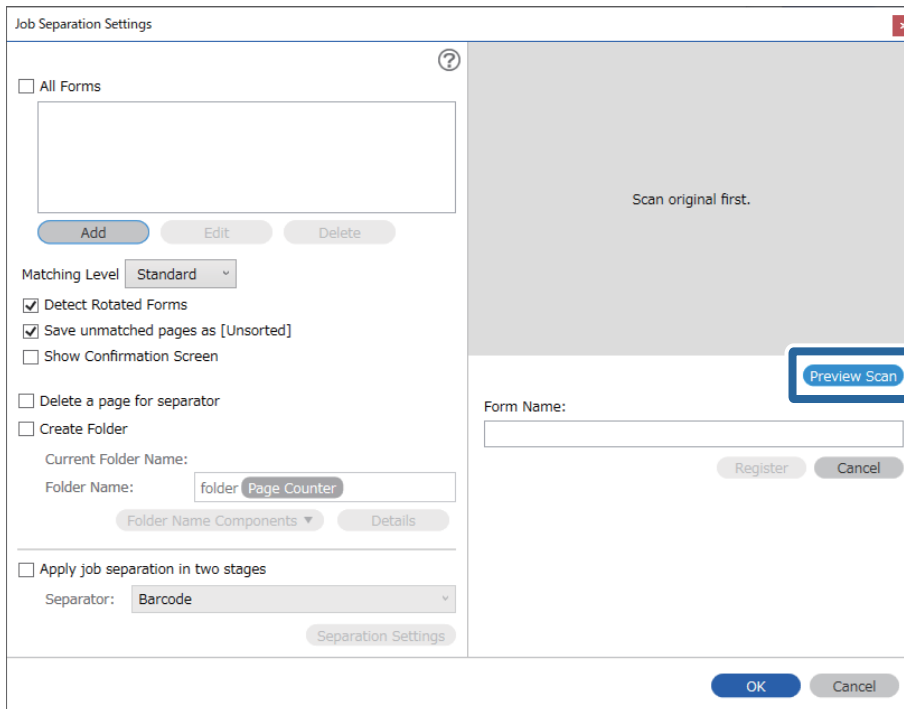 Job Separation Settings
?
All Forms
Add Edit Delete
Matching Level Standard
Detect Rotated Forms
Save unmatched pages as [Unsorted]
Show Confirmation Screen
Delete a page for separator
Create Folder
Current Folder Name:
Folder Name: folder Page Counter
Folder Name Components ▼ Details
Apply job separation in two stages
Separator: Barcode
Separation Settings
Scan original first.
Preview Scan
Form Name:
Register Cancel
OK Cancel